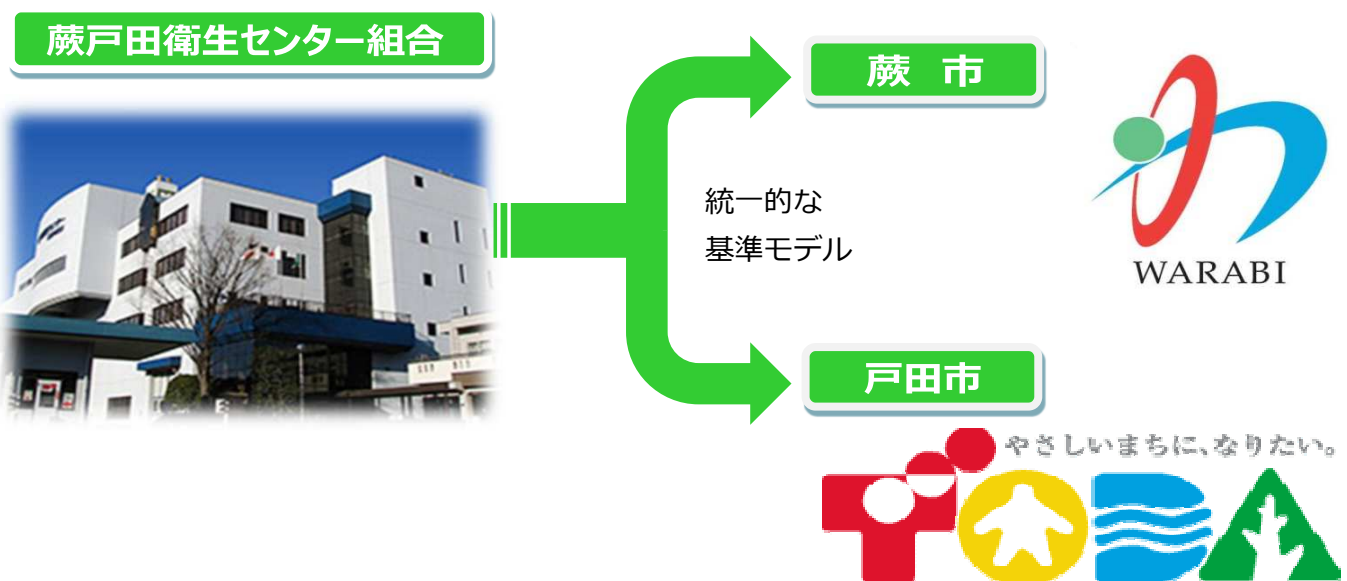 蕨戸田衛生センター組合
蕨 市
統一的な
基準モデル
WARABI
戸田市
やさしいまちに、なりたい。
TODA